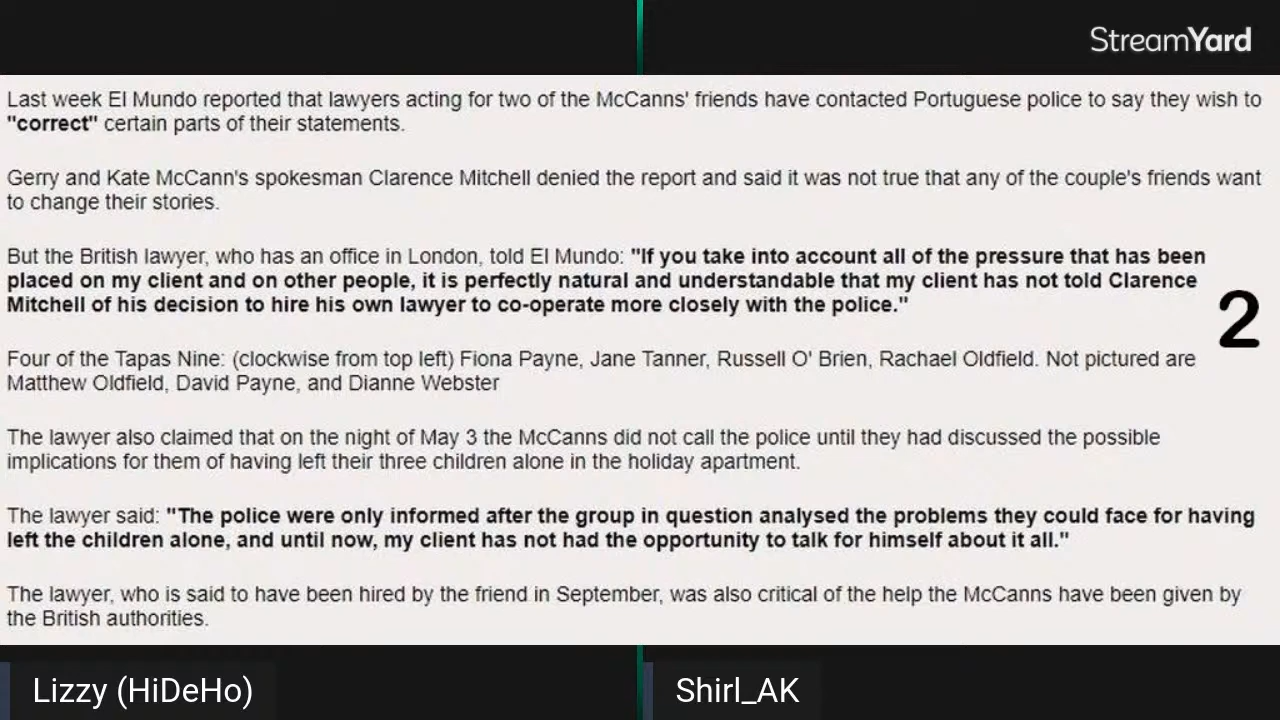 StreamYard
Last week El Mundo reported that lawyers acting for two of the McCanns' friends have contacted Portuguese police to say they wish to
"correct" certain parts of their statements.
Gerry and Kate McCann's spokesman Clarence Mitchell denied the report and said it was not true that any of the couple's friends want
to change their stories.
But the British lawyer, who has an office in London, told El Mundo: "If you take into account all of the pressure that has been
placed on my client and on other people, it is perfectly natural and understandable that my client has not told Clarence
Mitchell of his decision to hire his own lawyer to co-operate more closely with the police."
2
Four of the Tapas Nine: (clockwise from top left) Fiona Payne, Jane Tanner, Russell O' Brien, Rachael Oldfield. Not pictured are
Matthew Oldfield, David Payne, and Dianne Webster
The lawyer also claimed that on the night of May 3 the McCanns did not call the police until they had discussed the possible
implications for them of having left their three children alone in the holiday apartment.
The lawyer said: "The police were only informed after the group in question analysed the problems they could face for having
left the children alone, and until now, my client has not had the opportunity to talk for himself about it all."
The lawyer, who is said to have been hired by the friend in September, was also critical of the help the McCanns have been given by
the British authorities.
Lizzy (HiDeHo)
Shirl_AK